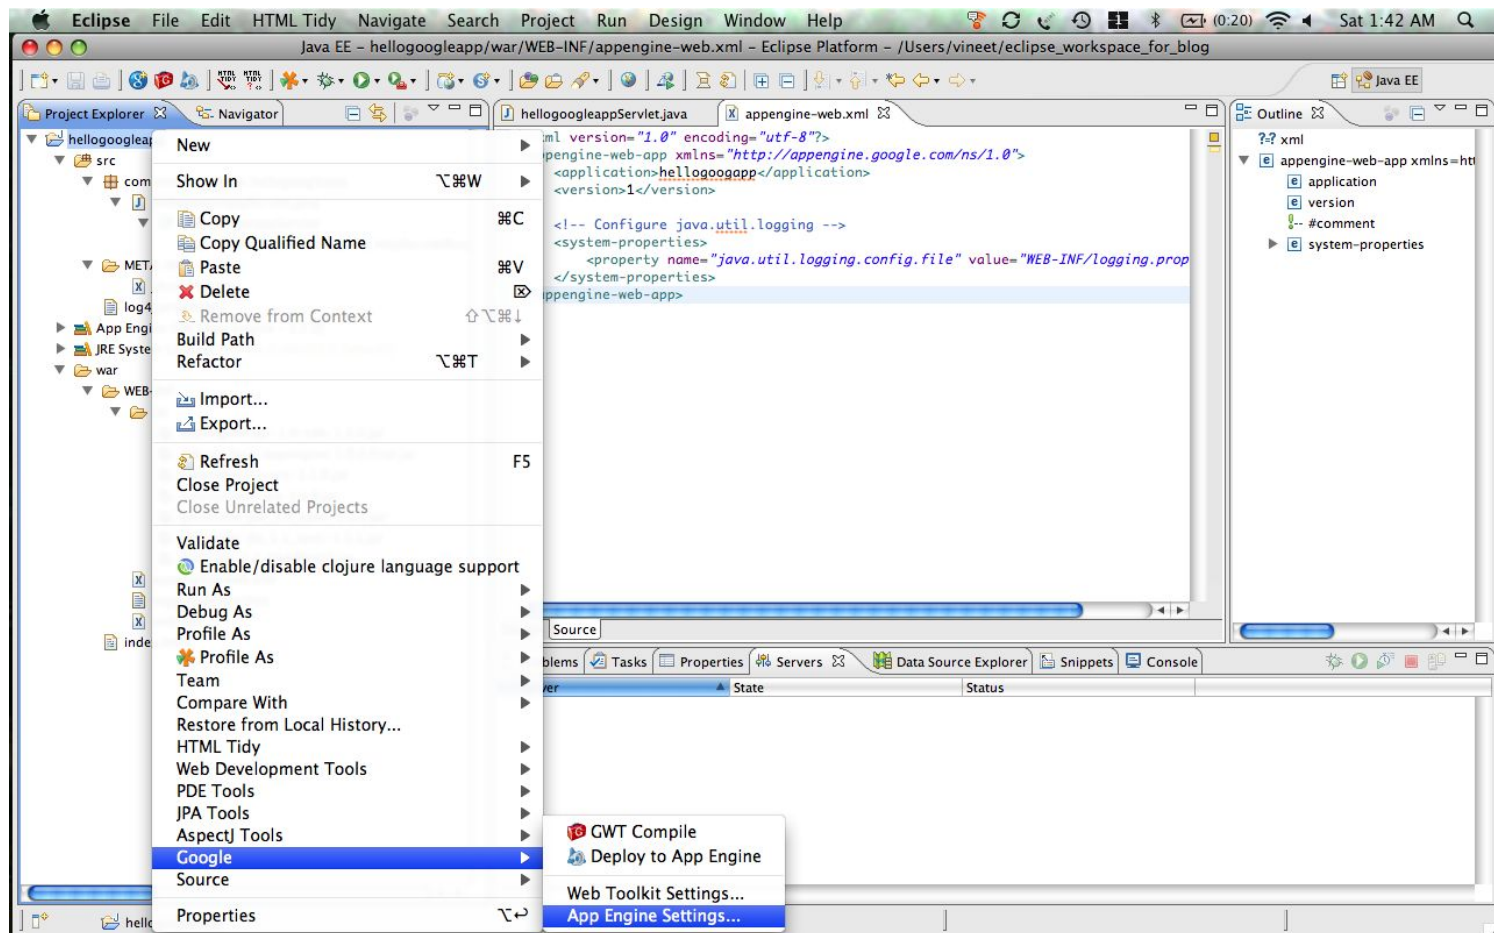 Eclipse File Edit HTML Tidy Navigate Search Project Run Design Window Help (0:20) Sat 1:42 AM
Java EE – hellogoogleapp/war/WEB-INF/appengine-web.xml – Eclipse Platform – /Users/vineet/eclipse_workspace_for_blog
Java EE
Project Explorer Navigator
hellogoogleap
src
com
META
log4
App Engi
JRE Syste
war
WEB-
inde
New
Show In ⌥⌘W
Copy ⌘C
Copy Qualified Name
Paste ⌘V
Delete ⌦
Remove from Context ⇧⌥⌘↓
Build Path
Refactor ⌥⌘T
Import...
Export...
Refresh F5
Close Project
Close Unrelated Projects
Validate
Enable/disable clojure language support
Run As
Debug As
Profile As
Profile As
Team
Compare With
Restore from Local History...
HTML Tidy
Web Development Tools
PDE Tools
JPA Tools
AspectJ Tools
Google
Source
Properties ⌥↩
GWT Compile
Deploy to App Engine
Web Toolkit Settings...
App Engine Settings...
hellogoogleappServlet.java appengine-web.xml
ml version="1.0" encoding="utf-8"?>
pengine-web-app xmlns="http://appengine.google.com/ns/1.0">
<application>hellogoogapp</application>
<version>1</version>
<!-- Configure java.util.logging -->
<system-properties>
<property name="java.util.logging.config.file" value="WEB-INF/logging.prop
</system-properties>
ppengine-web-app>
Source
Outline
?-? xml
appengine-web-app xmlns=htt
application
version
#comment
system-properties
blems Tasks Properties Servers Data Source Explorer Snippets Console
ver State Status
hello